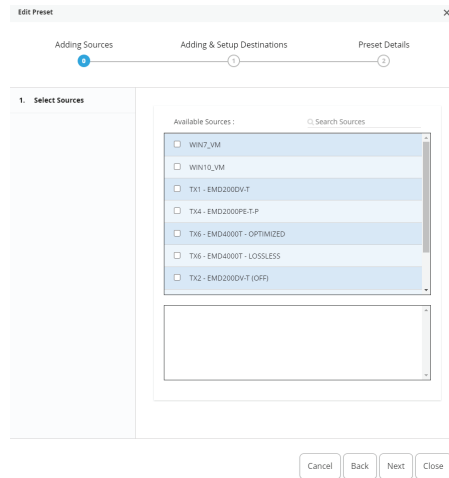 Edit Preset
Adding Sources
Adding & Setup Destinations
Preset Details
0
1
2
1. Select Sources
Available Sources :
Search Sources
WIN7_VM
WIN10_VM
TX1 - EMD200DV-T
TX4 - EMD2000PE-T-P
TX6 - EMD4000T - OPTIMIZED
TX6 - EMD4000T - LOSSLESS
TX2 - EMD200DV-T (OFF)
Cancel
Back
Next
Close